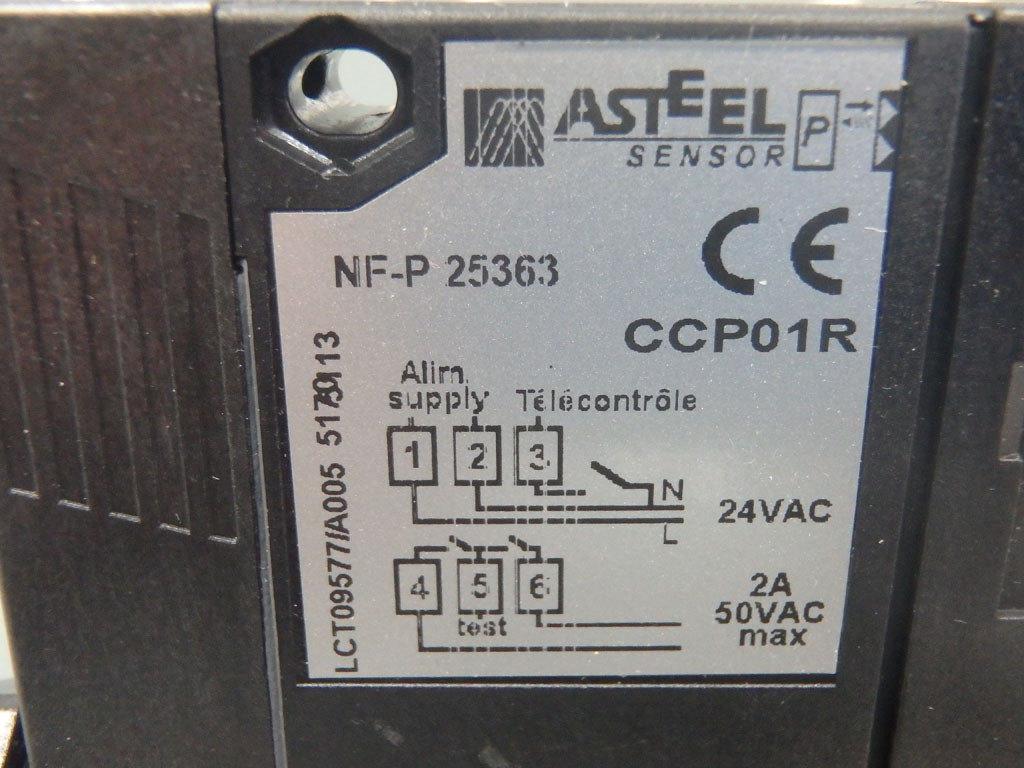 ASTEEL
SENSOR
P
CE
NF-P 25363
CCP01R
LCT09577/A005
Alim.
supply Télécontrôle
1 2 3
N
24VAC
L
4 5 6
test
2A
50VAC
max